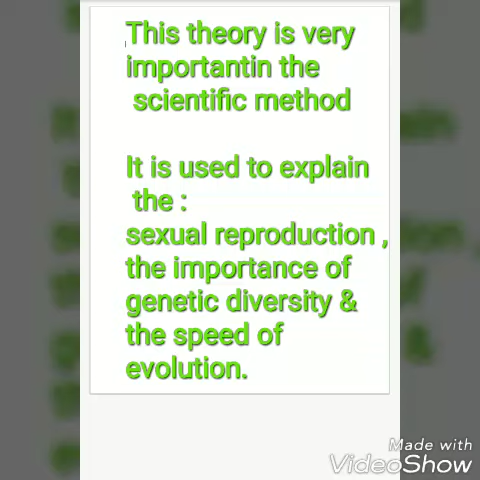 This theory is very
importantin the
scientific method
It is used to explain
the :
sexual reproduction ,
the importance of
genetic diversity &
the speed of
evolution.
Made with
VideoShow